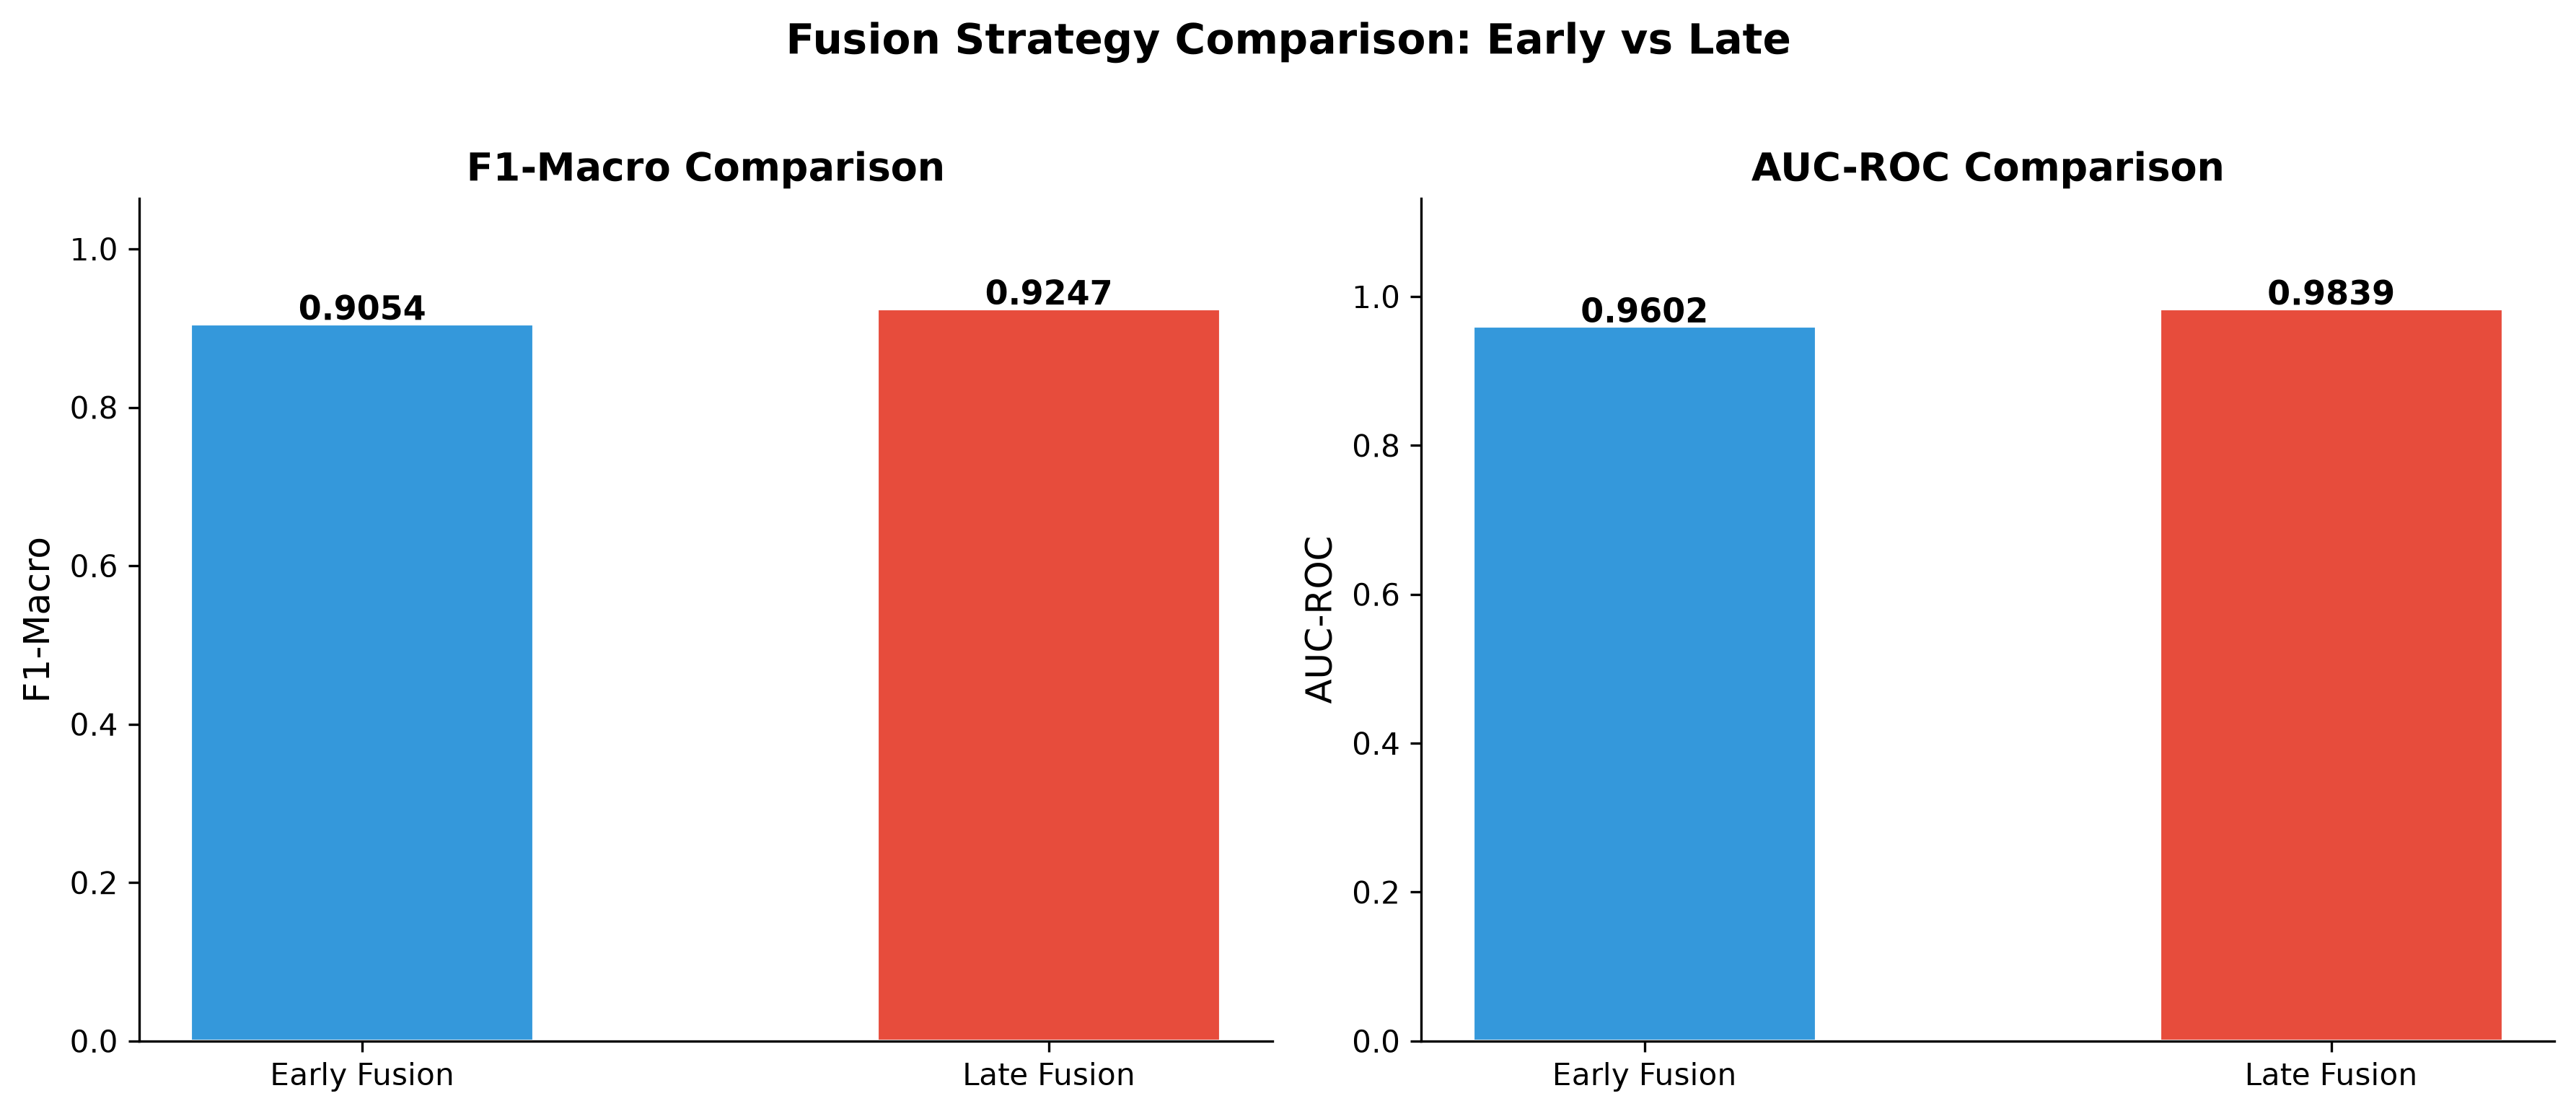 Fusion Strategy Comparison: Early vs Late
F1-Macro Comparison
F1-Macro
1.0
0.8
0.6
0.4
0.2
0.0
0.9054
0.9247
Early Fusion
Late Fusion
AUC-ROC Comparison
AUC-ROC
1.0
0.8
0.6
0.4
0.2
0.0
0.9602
0.9839
Early Fusion
Late Fusion